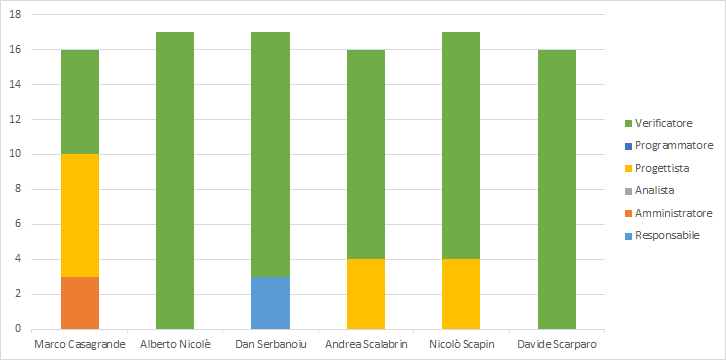 18
16
14
12
10
8
6
4
2
0
Marco Casagrande Alberto Nicolè Dan Serbanoiu Andrea Scalabrin Nicolò Scapin Davide Scarparo
Verificatore
Programmatore
Progettista
Analista
Amministratore
Responsabile